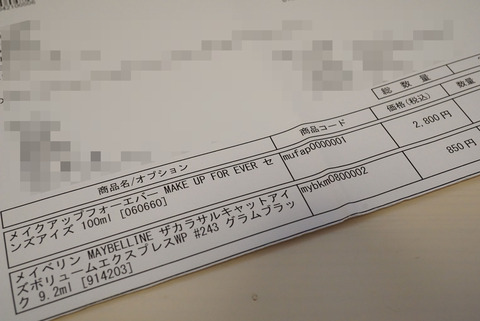 総 数 量
商品名/オプション 商品コード 価格(税込) 数量
メイクアップフォーエバー MAKE UP FOR EVER セ mufap0000001 2,800円
ンズアイズ 100ml [060660]
メイベリン MAYBELLINE ザカラサルキャットアイ mybkm0800002 850円
ズボリュームエクスプレスWP #243 グラムブラッ
ク 9.2ml [914203]